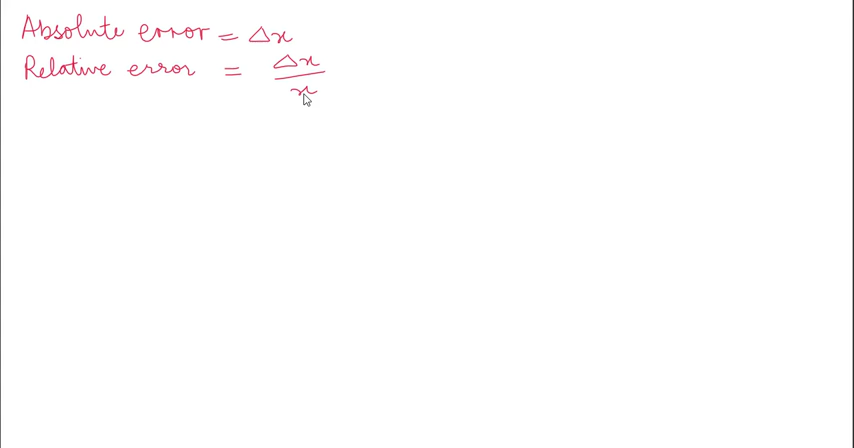 Absolute error = Δx
Relative error = Δx/x